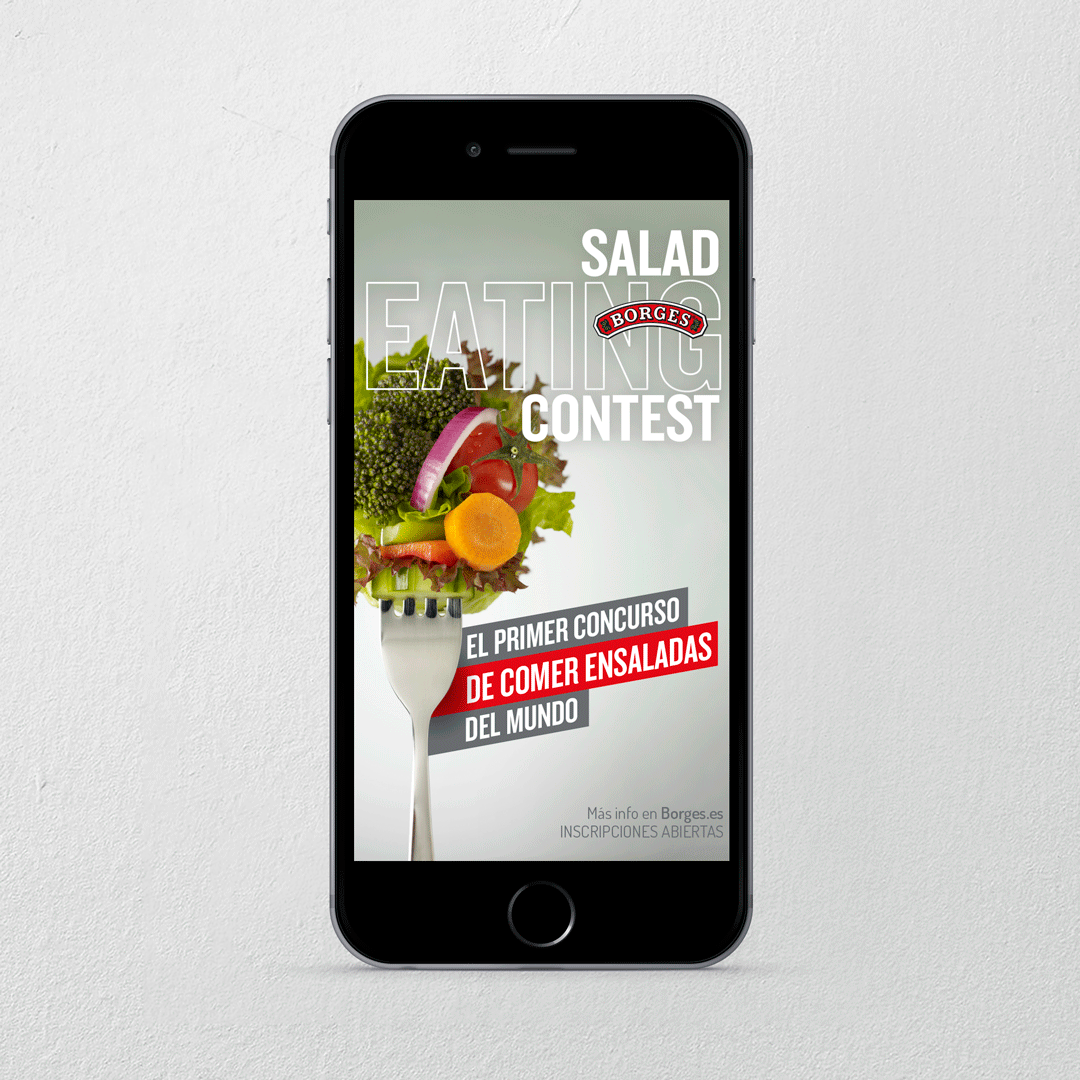 SALAD
EATING
BORGES
CONTEST
EL PRIMER CONCURSO
DE COMER ENSALADAS
DEL MUNDO
Más info en Borges.es
INSCRIPCIONES ABIERTAS